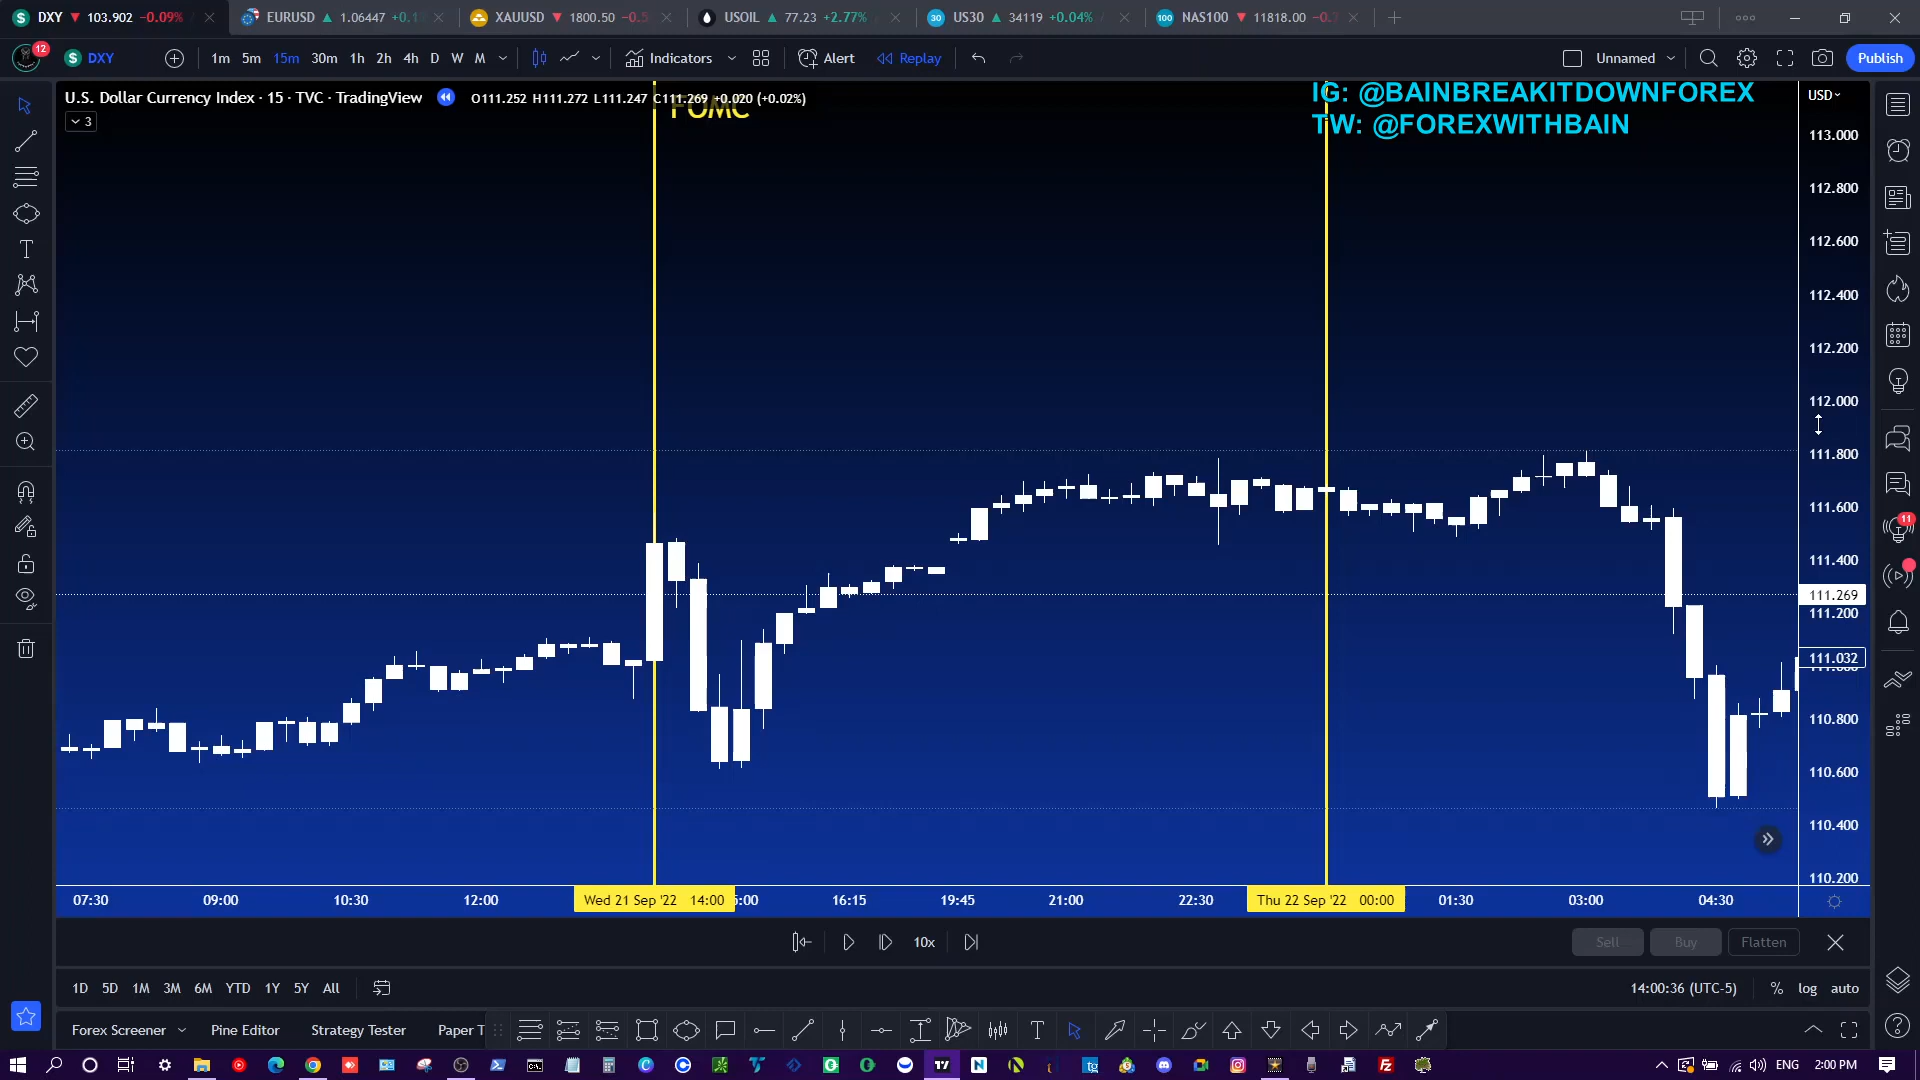 DXY 103.902 −0.09%
EURUSD 1.06447
XAUUSD 1800.50
USOIL 77.23 +2.77%
30 US30 34119 +0.04%
100 NAS100 11818.00
12
DXY
1m 5m 15m 30m 1h 2h 4h D W M
Indicators
Alert
Replay
Unnamed
Publish
U.S. Dollar Currency Index · 15 · TVC · TradingView
O111.252 H111.272 L111.247 C111.269 +0.020 (+0.02%)
3
FOMC
IG: @BAINBREAKITDOWNFOREX
TW: @FOREXWITHBAIN
USD
113.000
112.800
112.600
112.400
112.200
112.000
111.800
111.600
111.400
111.269
111.200
111.032
110.800
110.600
110.400
110.200
11
07:30 09:00 10:30 12:00 Wed 21 Sep '22 14:00 16:15 19:45 21:00 22:30 Thu 22 Sep '22 00:00 01:30 03:00 04:30
10x
Sell Buy Flatten
1D 5D 1M 3M 6M YTD 1Y 5Y All
14:00:36 (UTC-5) % log auto
Forex Screener Pine Editor Strategy Tester Paper T
ENG 2:00 PM